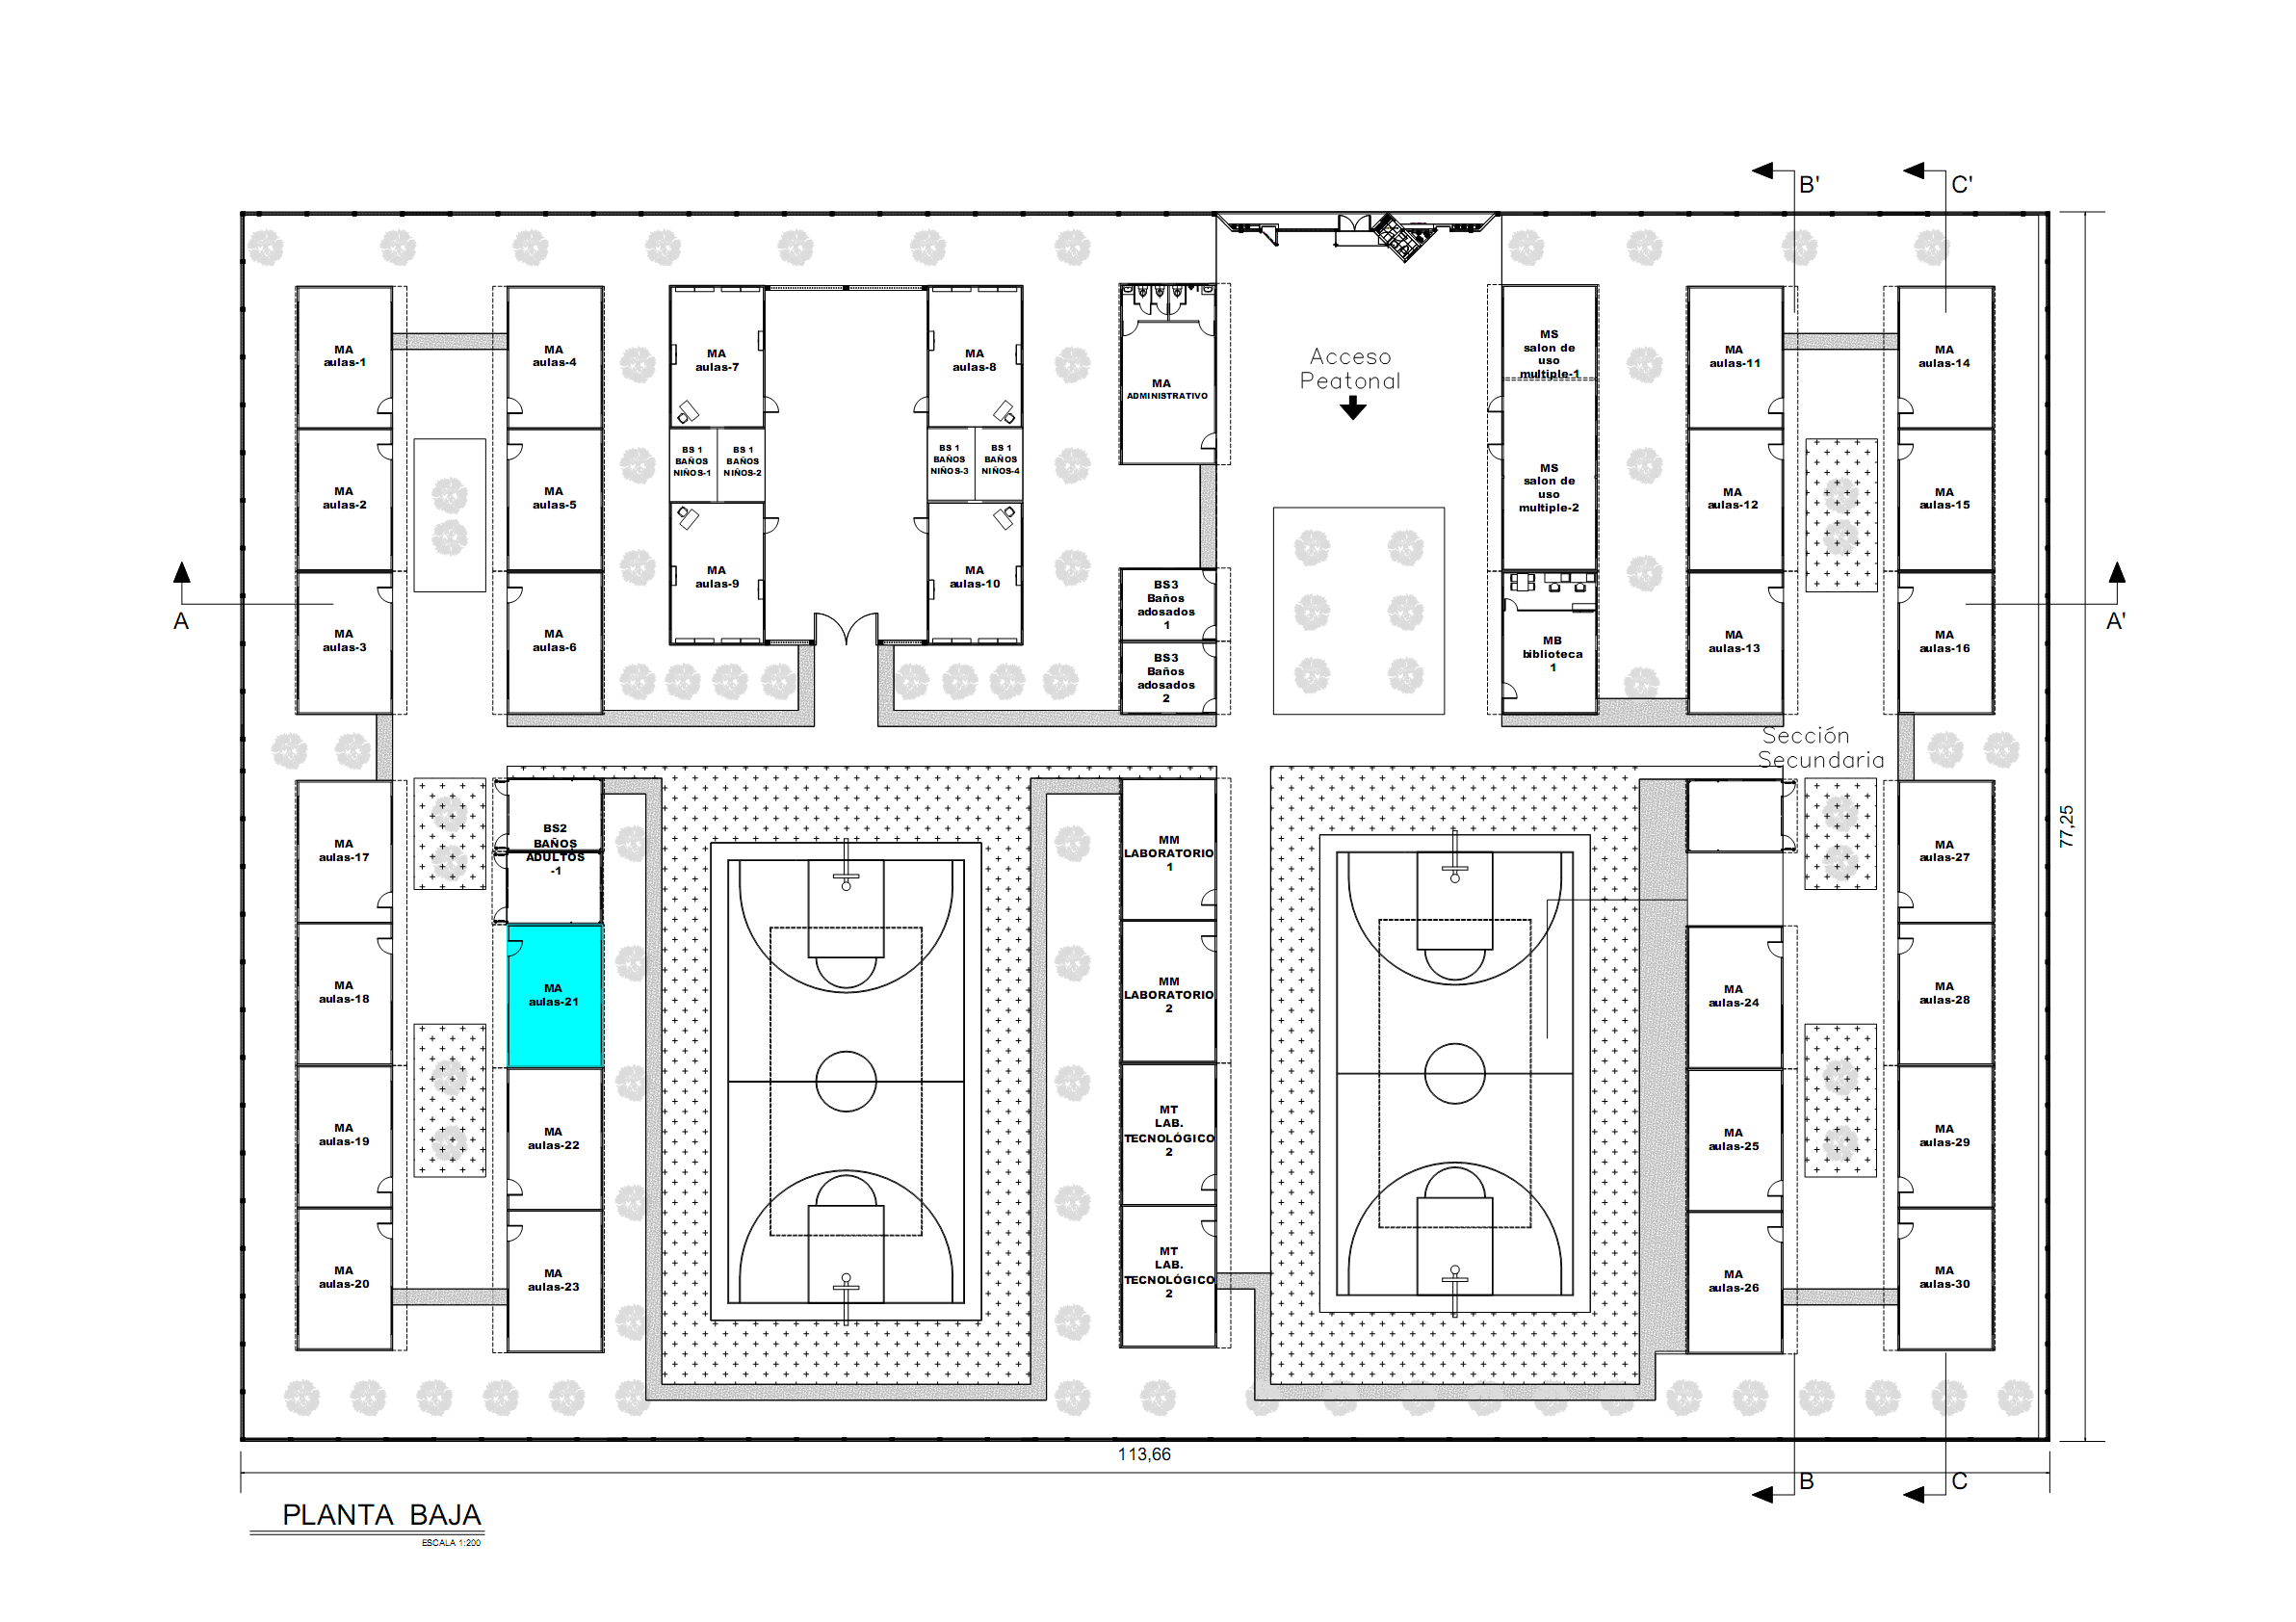 B'
C'
MA
aulas-1
MA
aulas-4
MA
aulas-7
MA
aulas-8
MA
ADMINISTRATIVO
Acceso
Peatonal
MS
salon de
uso
multiple-1
MA
aulas-11
MA
aulas-14
MA
aulas-2
MA
aulas-5
BS 1
BAÑOS
NIÑOS-1
BS 1
BAÑOS
NIÑOS-2
BS 1
BAÑOS
NIÑOS-3
BS 1
BAÑOS
NIÑOS-4
MS
salon de
uso
multiple-2
MA
aulas-12
MA
aulas-15
A
MA
aulas-3
MA
aulas-6
MA
aulas-9
MA
aulas-10
BS3
Baños
adosados
1
BS3
Baños
adosados
2
MB
biblioteca
1
MA
aulas-13
MA
aulas-16
A'
Sección
Secundaria
MA
aulas-17
BS2
BAÑOS
ADULTOS
-1
MM
LABORATORIO
1
MA
aulas-27
77,25
MA
aulas-18
MA
aulas-21
MM
LABORATORIO
2
MA
aulas-24
MA
aulas-28
MA
aulas-19
MA
aulas-22
MT
LAB.
TECNOLÓGICO
2
MA
aulas-25
MA
aulas-29
MA
aulas-20
MA
aulas-23
MT
LAB.
TECNOLÓGICO
2
MA
aulas-26
MA
aulas-30
113,66
B
C
PLANTA BAJA
ESCALA 1:200